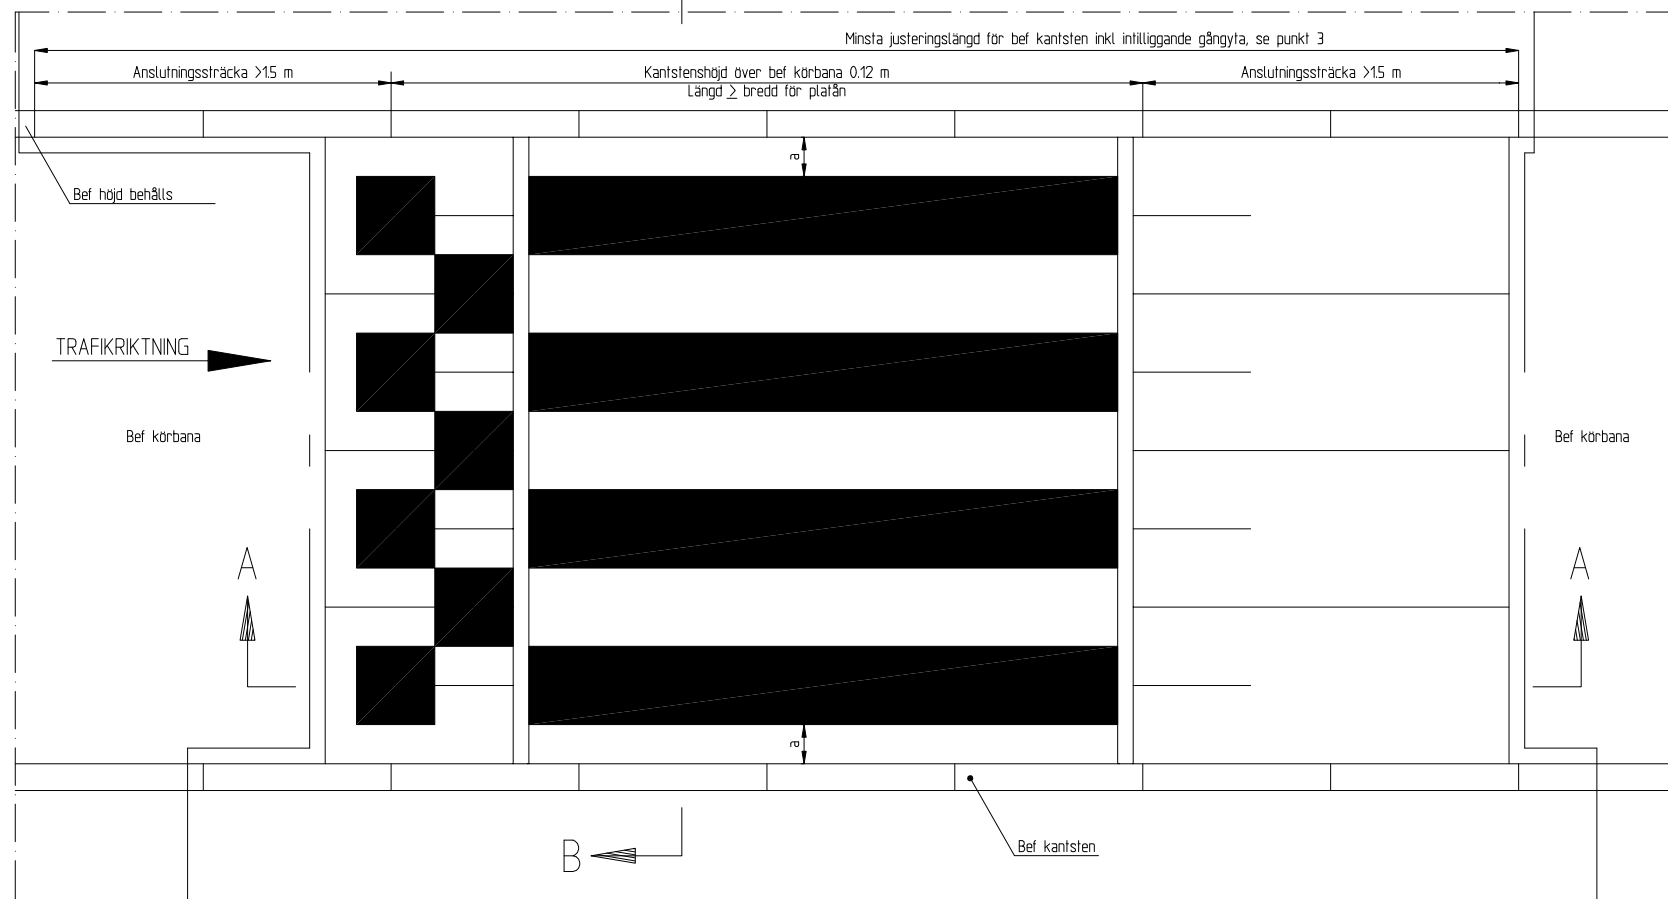 Minsta justeringslängd för bef kantsten inkl intilliggande gångyta, se punkt 3
Anslutningssträcka >1.5 m
Kantstenshöjd över bef körbana 0.12 m
Anslutningssträcka >1.5 m
Längd ≥ bredd för platån
a
Bef höjd behålls
TRAFIKRIKTNING
Bef körbana
Bef körbana
A
A
a
B
Bef kantsten